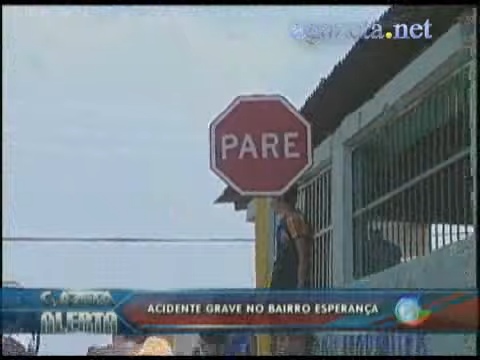 agazeta.net
PARE
ALERTA
ACIDENTE GRAVE NO BAIRRO ESPERANÇA